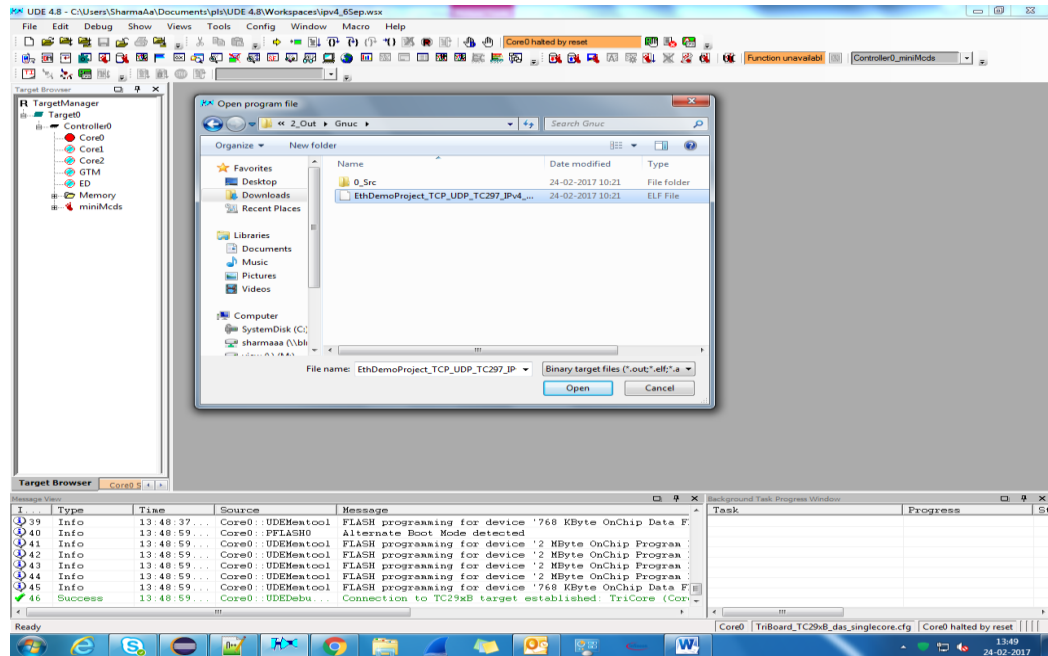 UDE 4.8 - C:\Users\SharmaAa\Documents\pls\UDE 4.8\Workspaces\ipv4_6Sep.wsx
File Edit Debug Show Views Tools Config Window Macro Help
Core0 halted by reset
Function unavailabl Controller0_miniMcds
Target Browser
TargetManager
Target0
Controller0
Core0
Core1
Core2
GTM
ED
Memory
miniMcds
Target Browser Core0 S
Open program file
« 2_Out Gnuc
Search Gnuc
Organize New folder
Favorites
Desktop
Downloads
Recent Places
Libraries
Documents
Music
Pictures
Videos
Computer
SystemDisk (C:)
sharmaaa (\\blr
Name Date modified Type
0_Src 24-02-2017 10:21 File folder
EthDemoProject_TCP_UDP_TC297_IPv4_... 24-02-2017 10:21 ELF File
File name: EthDemoProject_TCP_UDP_TC297_IP Binary target files (*.out;*.elf;*.a
Open Cancel
Message View
I... Type Time Source Message
39 Info 13:48:37... Core0::UDEMemtool FLASH programming for device '768 KByte OnChip Data F
40 Info 13:48:59... Core0::PFLASH0 Alternate Boot Mode detected
41 Info 13:48:59... Core0::UDEMemtool FLASH programming for device '2 MByte OnChip Program
42 Info 13:48:59... Core0::UDEMemtool FLASH programming for device '2 MByte OnChip Program
43 Info 13:48:59... Core0::UDEMemtool FLASH programming for device '2 MByte OnChip Program
44 Info 13:48:59... Core0::UDEMemtool FLASH programming for device '2 MByte OnChip Program
45 Info 13:48:59... Core0::UDEMemtool FLASH programming for device '768 KByte OnChip Data F
46 Success 13:48:59... Core0::UDEDebu... Connection to TC29xB target established: TriCore (Cor
Background Task Progress Window
Task Progress St
Ready
Core0 TriBoard_TC29xB_das_singlecore.cfg Core0 halted by reset
13:49
24-02-2017